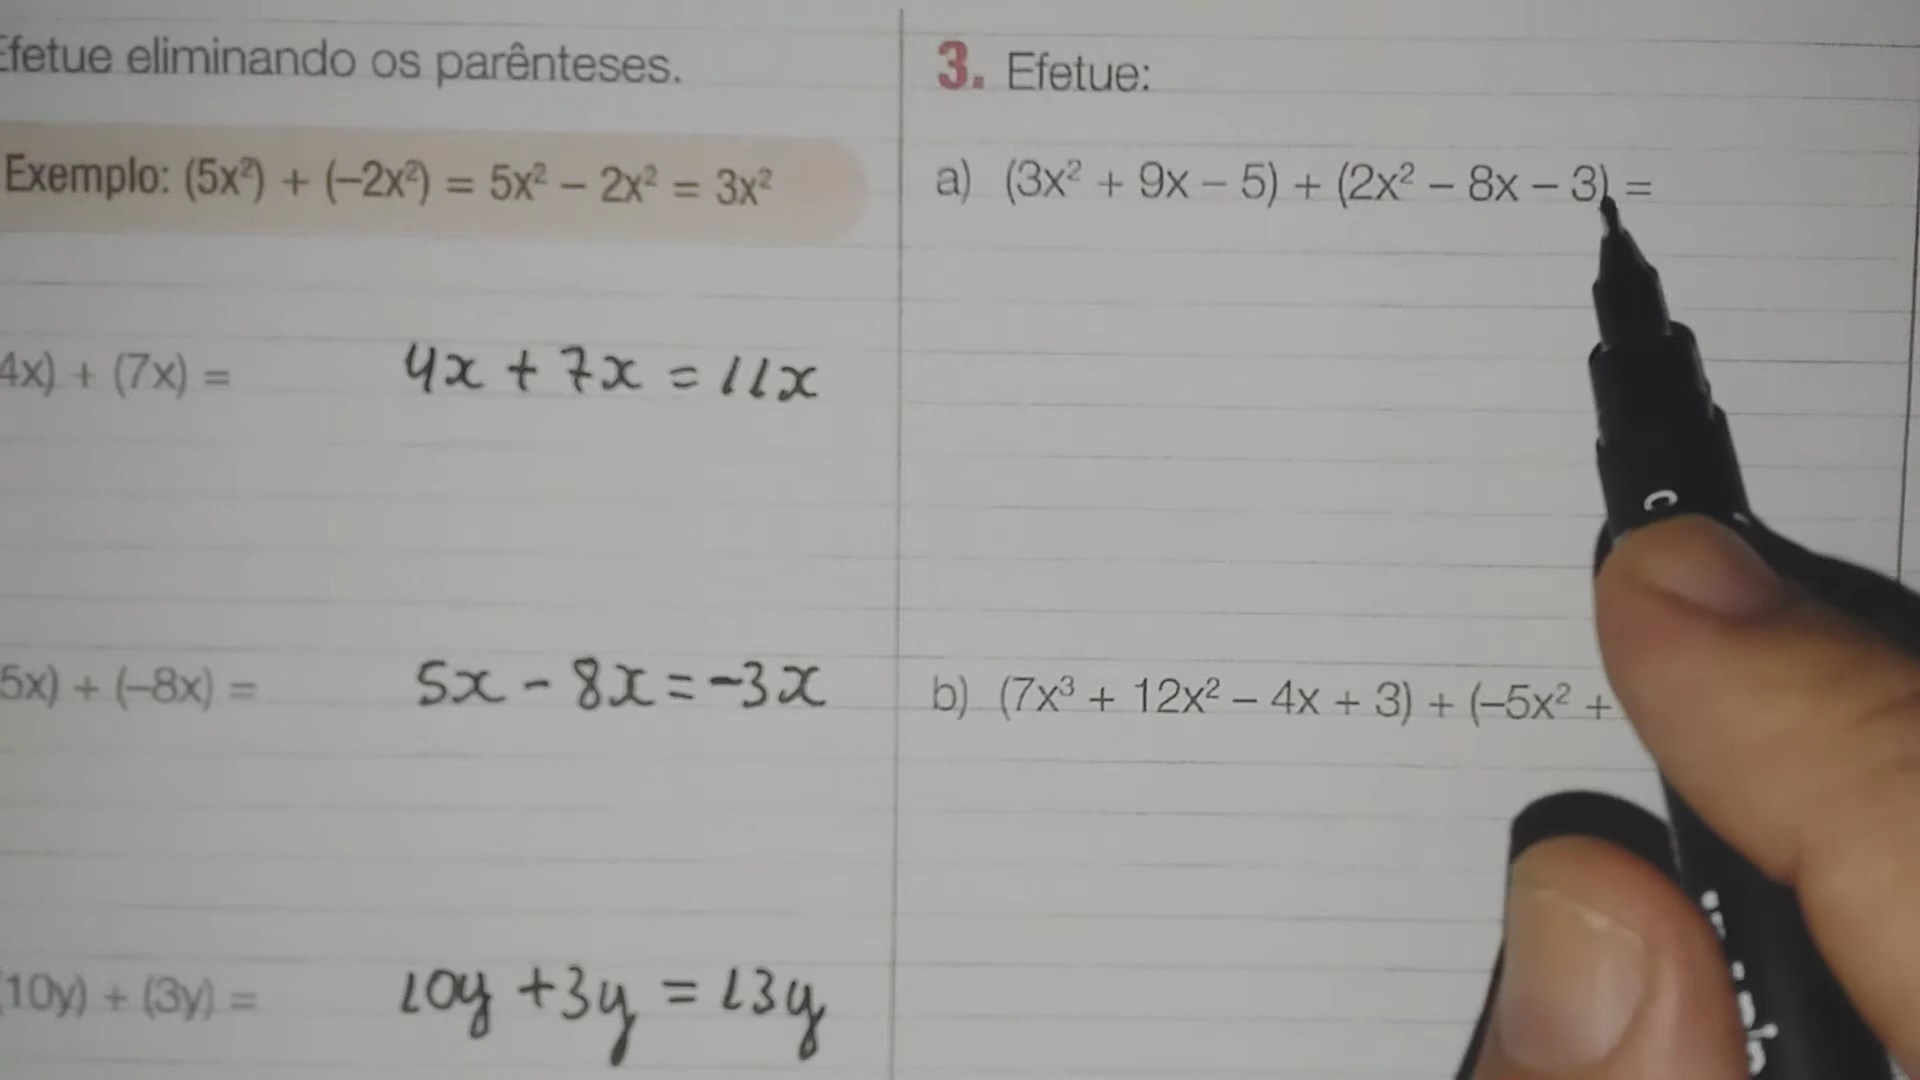 Efetue eliminando os parênteses.
Exemplo: (5x²) + (–2x²) = 5x² – 2x² = 3x²
4x) + (7x) = 4x + 7x = 11x
5x) + (–8x) = 5x - 8x = -3x
(10y) + (3y) = 10y + 3y = 13y
3. Efetue:
a) (3x² + 9x – 5) + (2x² – 8x – 3) =
b) (7x³ + 12x² – 4x + 3) + (–5x² +